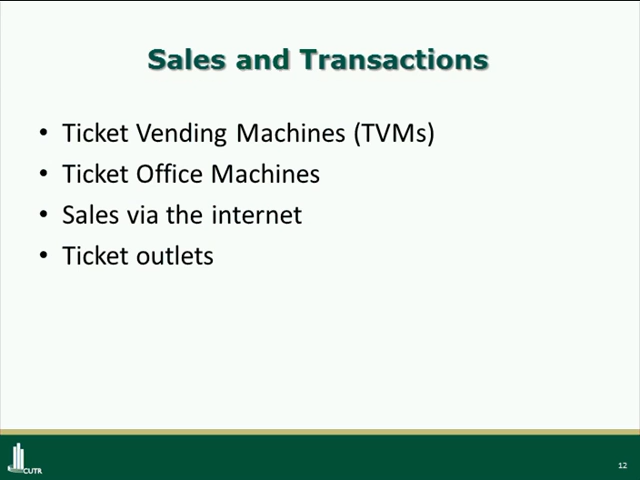 Sales and Transactions
• Ticket Vending Machines (TVMs)
• Ticket Office Machines
• Sales via the internet
• Ticket outlets
CUTR
12